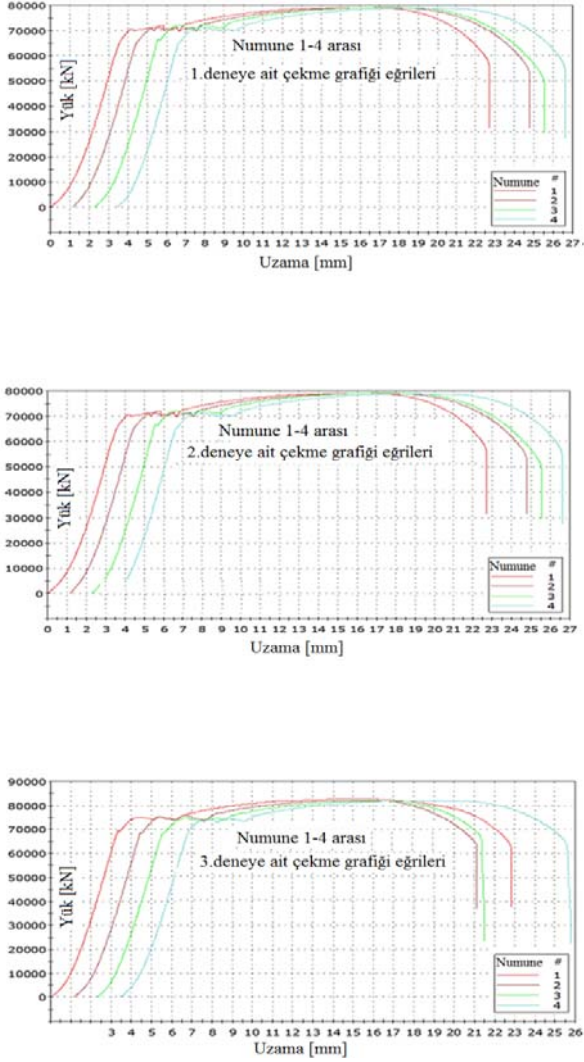 80000
70000
60000
50000
40000
30000
20000
10000
0
Yük [kN]
Numune 1-4 arası
1.deneye ait çekme grafiği eğrileri
Numune #
1
2
3
4
0 1 2 3 4 5 6 7 8 9 10 11 12 13 14 15 16 17 18 19 20 21 22 23 24 25 26 27
Uzama [mm]
80000
70000
60000
50000
40000
30000
20000
10000
0
Yük [kN]
Numune 1-4 arası
2.deneye ait çekme grafiği eğrileri
Numune #
1
2
3
4
0 1 2 3 4 5 6 7 8 9 10 11 12 13 14 15 16 17 18 19 20 21 22 23 24 25 26 27
Uzama [mm]
90000
80000
70000
60000
50000
40000
30000
20000
10000
0
Yük [kN]
Numune 1-4 arası
3.deneye ait çekme grafiği eğrileri
Numune #
1
2
3
4
3 4 5 6 7 8 9 10 11 12 13 14 15 16 17 18 19 20 21 22 23 24 25 26
Uzama [mm]